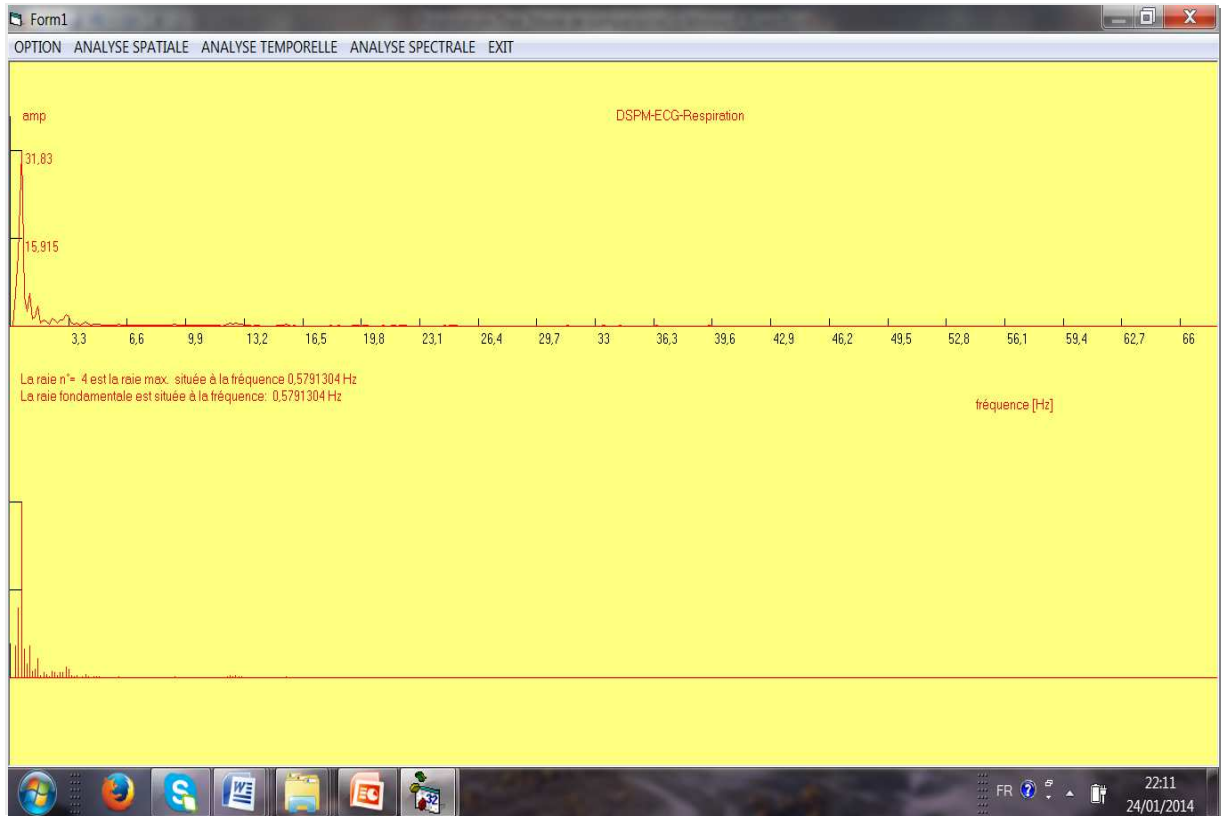 Form1
OPTION ANALYSE SPATIALE ANALYSE TEMPORELLE ANALYSE SPECTRALE EXIT
amp
DSPM-ECG-Respiration
31,83
15,915
3,3 6,6 9,9 13,2 16,5 19,8 23,1 26,4 29,7 33 36,3 39,6 42,9 46,2 49,5 52,8 56,1 59,4 62,7 66
La raie n°= 4 est la raie max. située à la fréquence 0,5791304 Hz
La raie fondamentale est située à la fréquence: 0,5791304 Hz
fréquence [Hz]
FR
22:11
24/01/2014